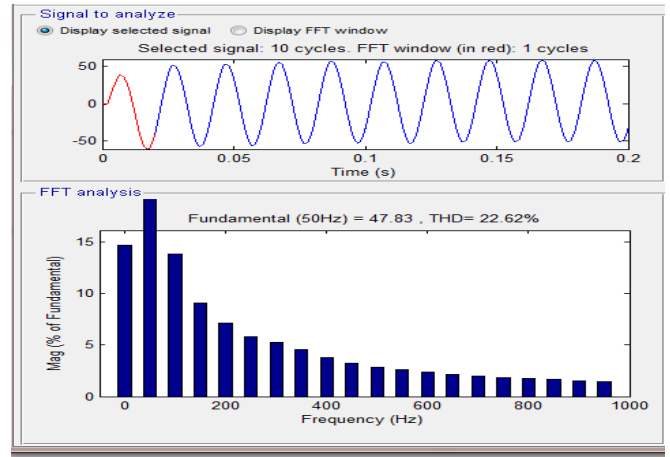 Signal to analyze
Display selected signal Display FFT window
Selected signal: 10 cycles. FFT window (in red): 1 cycles
50
0
-50
0 0.05 0.1 0.15 0.2
Time (s)
FFT analysis
Fundamental (50Hz) = 47.83 , THD= 22.62%
Mag (% of Fundamental)
15
10
5
0
0 200 400 600 800 1000
Frequency (Hz)